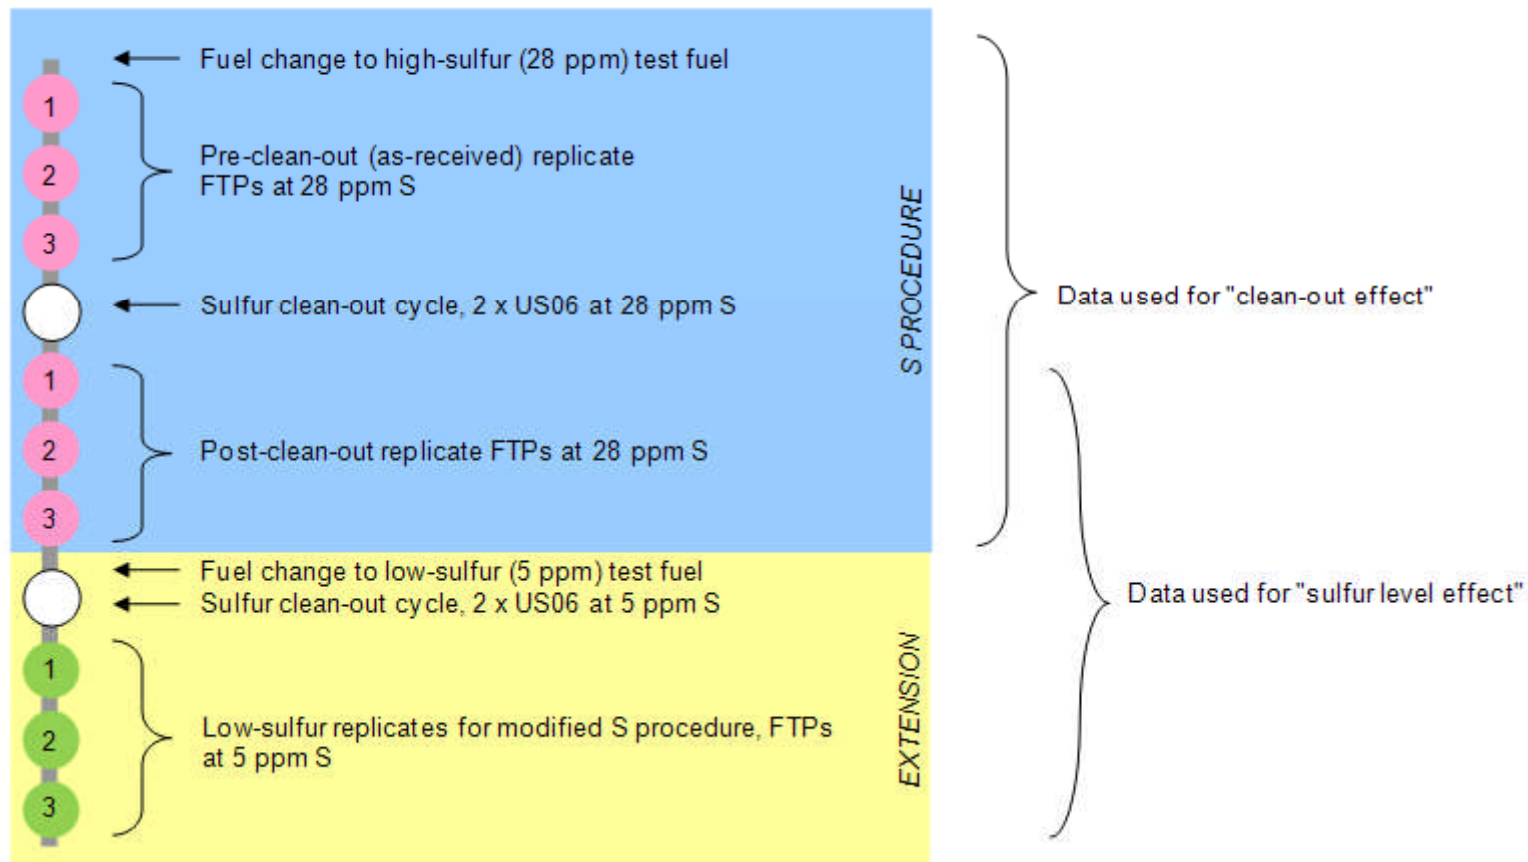 Fuel change to high-sulfur (28 ppm) test fuel
1
Pre-clean-out (as-received) replicate
FTPs at 28 ppm S
2
3
Sulfur clean-out cycle, 2 x US06 at 28 ppm S
S PROCEDURE
Data used for "clean-out effect"
1
2
Post-clean-out replicate FTPs at 28 ppm S
3
Fuel change to low-sulfur (5 ppm) test fuel
Sulfur clean-out cycle, 2 x US06 at 5 ppm S
Data used for "sulfur level effect"
1
2
Low-sulfur replicates for modified S procedure, FTPs
at 5 ppm S
3
EXTENSION